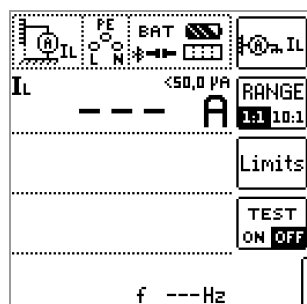 A IL
PE
L N
BAT
A IL
IL
<50,0 µA
--- A
RANGE
1:1 10:1
Limits
TEST
ON OFF
f ---Hz